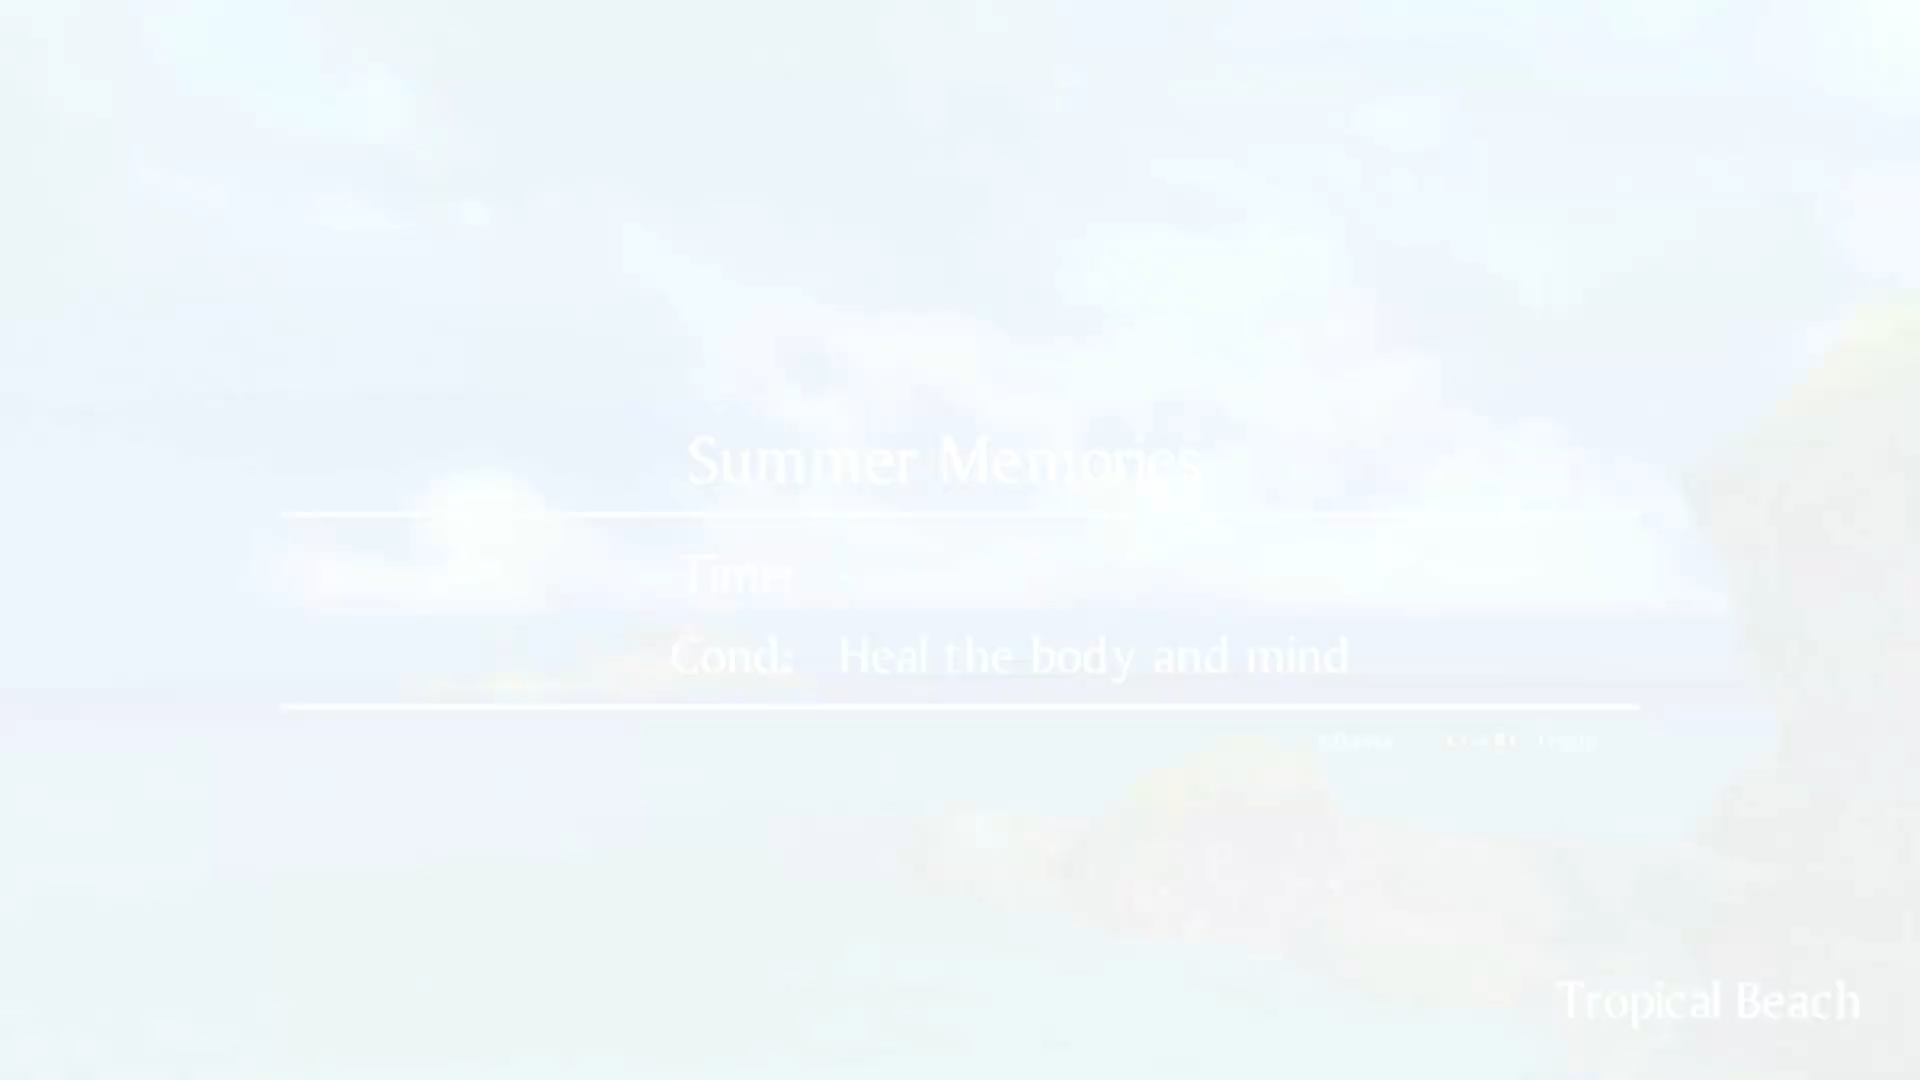 Summer Memories
Time
Cond.: Heal the body and mind
Tropical Beach